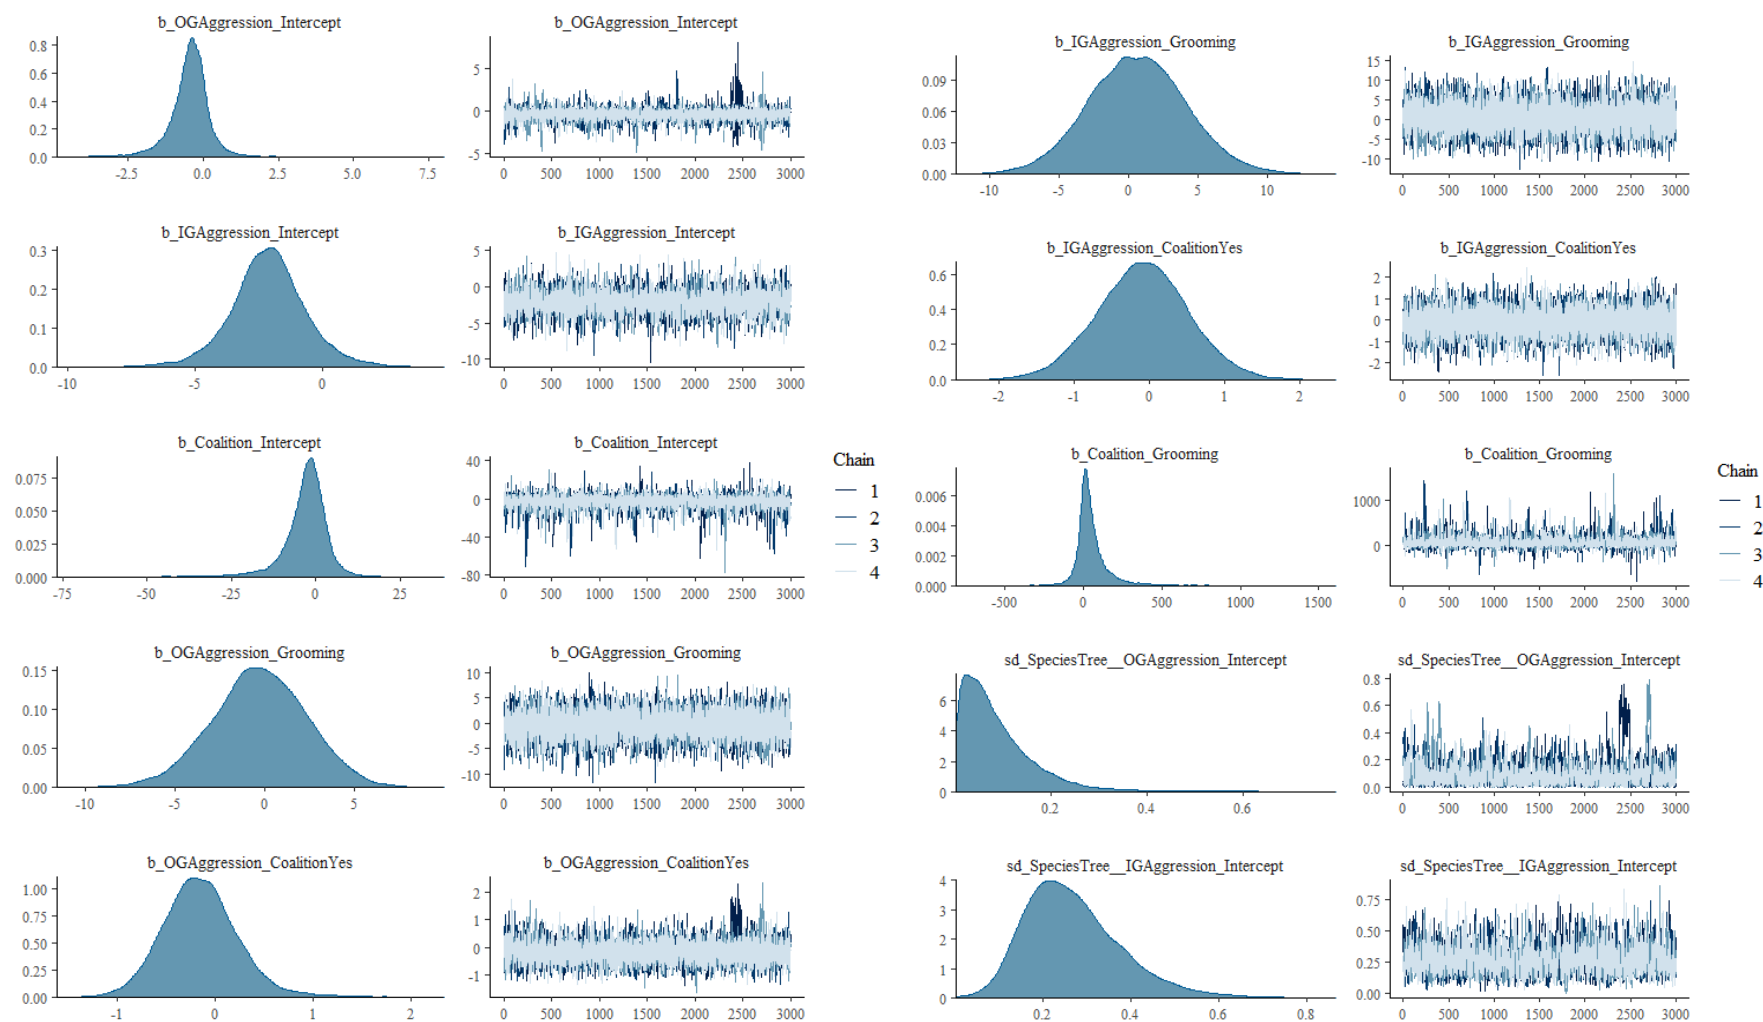 b_OGAggression_Intercept
0.8
0.6
0.4
0.2
0.0
-2.5 0.0 2.5 5.0 7.5
b_OGAggression_Intercept
5
0
-5
0 500 1000 1500 2000 2500 3000
b_IGAggression_Grooming
0.09
0.06
0.03
0.00
-10 -5 0 5 10
b_IGAggression_Grooming
15
10
5
0
-5
-10
0 500 1000 1500 2000 2500 3000
b_IGAggression_Intercept
0.3
0.2
0.1
0.0
-10 -5 0
b_IGAggression_Intercept
5
0
-5
-10
0 500 1000 1500 2000 2500 3000
b_IGAggression_CoalitionYes
0.6
0.4
0.2
0.0
-2 -1 0 1 2
b_IGAggression_CoalitionYes
2
1
0
-1
-2
0 500 1000 1500 2000 2500 3000
b_Coalition_Intercept
0.075
0.050
0.025
0.000
-75 -50 -25 0 25
b_Coalition_Intercept
40
0
-40
-80
0 500 1000 1500 2000 2500 3000
Chain
1
2
3
4
b_Coalition_Grooming
0.006
0.004
0.002
0.000
-500 0 500 1000 1500
b_Coalition_Grooming
1000
0
0 500 1000 1500 2000 2500 3000
Chain
1
2
3
4
b_OGAggression_Grooming
0.15
0.10
0.05
0.00
-10 -5 0 5
b_OGAggression_Grooming
10
5
0
-5
-10
0 500 1000 1500 2000 2500 3000
sd_SpeciesTree__OGAggression_Intercept
6
4
2
0
0.2 0.4 0.6
sd_SpeciesTree__OGAggression_Intercept
0.8
0.6
0.4
0.2
0.0
0 500 1000 1500 2000 2500 3000
b_OGAggression_CoalitionYes
1.00
0.75
0.50
0.25
0.00
-1 0 1 2
b_OGAggression_CoalitionYes
2
1
0
-1
0 500 1000 1500 2000 2500 3000
sd_SpeciesTree__IGAggression_Intercept
4
3
2
1
0
0.2 0.4 0.6 0.8
sd_SpeciesTree__IGAggression_Intercept
0.75
0.50
0.25
0.00
0 500 1000 1500 2000 2500 3000